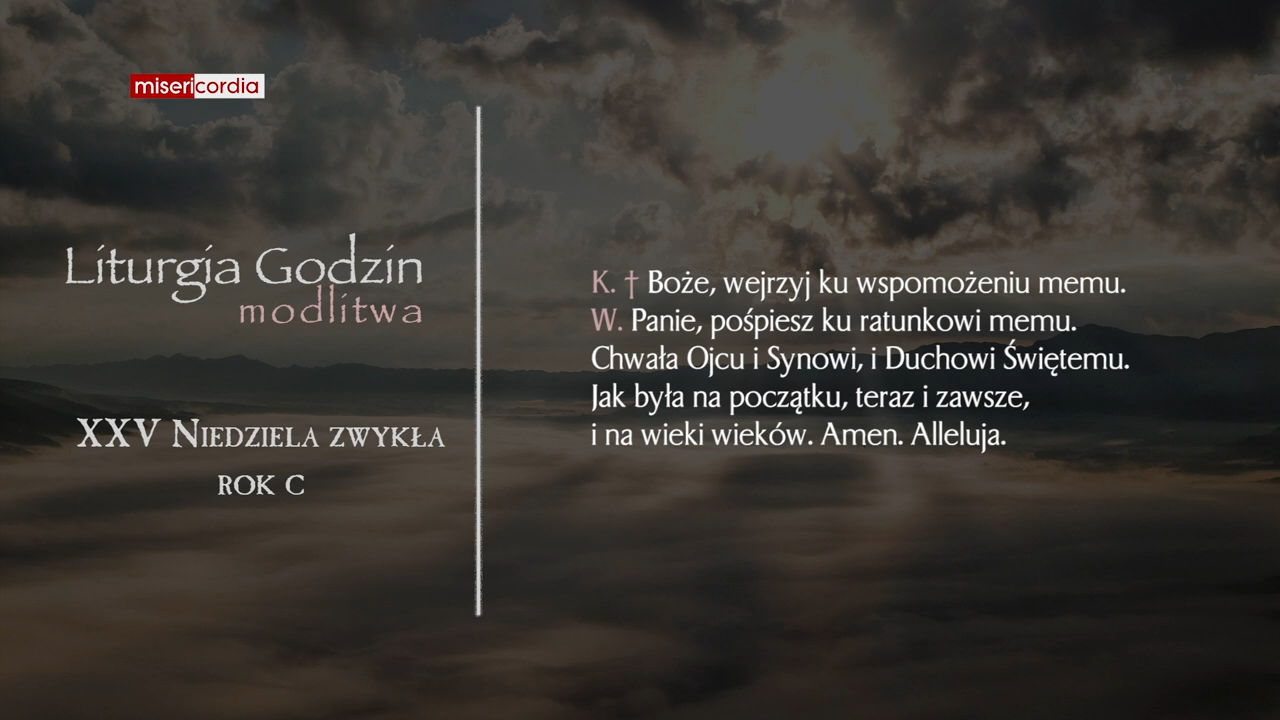 misericordia
Liturgia Godzin
modlitwa
XXV Niedziela zwykła
rok C
K. † Boże, wejrzyj ku wspomożeniu memu.
W. Panie, pośpiesz ku ratunkowi memu.
Chwała Ojcu i Synowi, i Duchowi Świętemu.
Jak była na początku, teraz i zawsze,
i na wieki wieków. Amen. Alleluja.